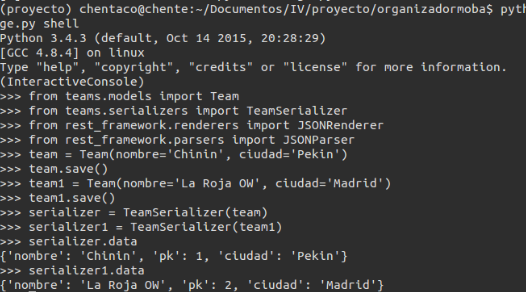 (proyecto) chentaco@chente:~/Documentos/IV/proyecto/organizadormoba$ pyth
ge.py shell
Python 3.4.3 (default, Oct 14 2015, 20:28:29)
[GCC 4.8.4] on linux
Type "help", "copyright", "credits" or "license" for more information.
(InteractiveConsole)
>>> from teams.models import Team
>>> from teams.serializers import TeamSerializer
>>> from rest_framework.renderers import JSONRenderer
>>> from rest_framework.parsers import JSONParser
>>> team = Team(nombre='Chinin', ciudad='Pekin')
>>> team.save()
>>> team1 = Team(nombre='La Roja OW', ciudad='Madrid')
>>> team1.save()
>>> serializer = TeamSerializer(team)
>>> serializer1 = TeamSerializer(team1)
>>> serializer.data
{'nombre': 'Chinin', 'pk': 1, 'ciudad': 'Pekin'}
>>> serializer1.data
{'nombre': 'La Roja OW', 'pk': 2, 'ciudad': 'Madrid'}